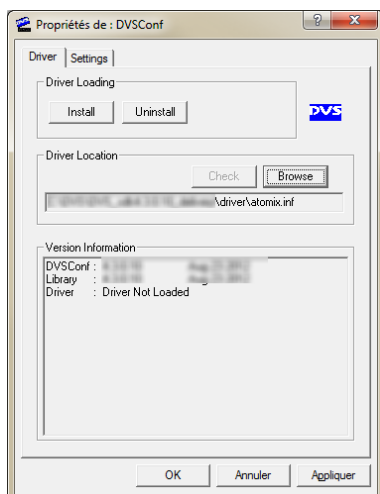 Propriétés de : DVSConf
Driver Settings
Driver Loading
Install Uninstall
DVS
Driver Location
Check Browse
\driver\atomix.inf
Version Information
DVSConf :
Library :
Driver : Driver Not Loaded
OK Annuler Appliquer